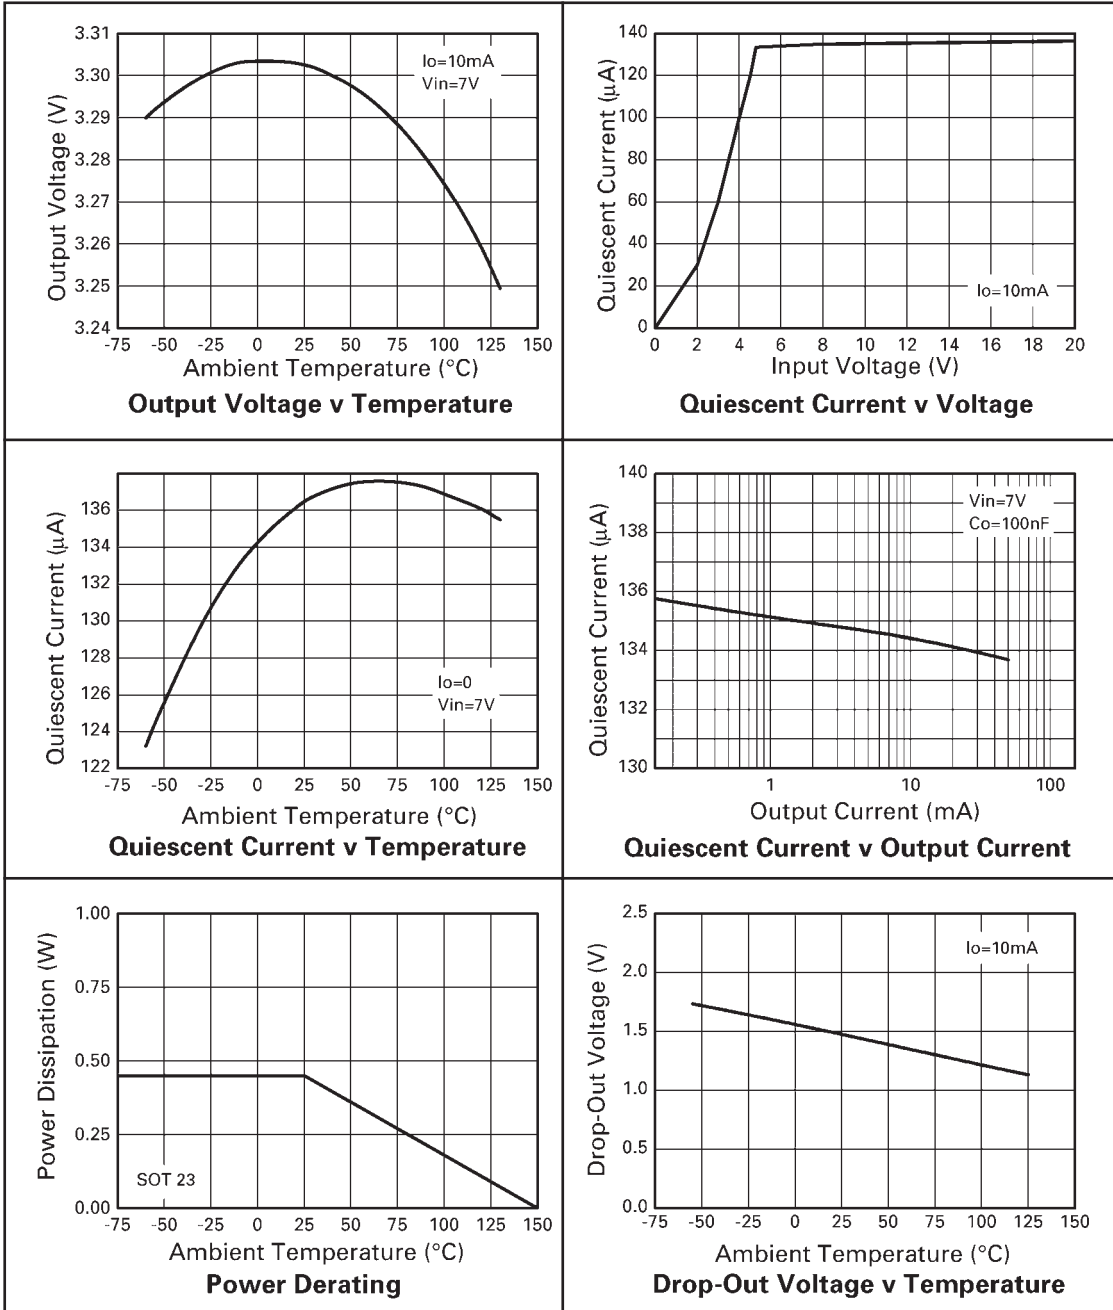 3.31
3.30
3.29
3.28
3.27
3.26
3.25
3.24
Output Voltage (V)
Io=10mA
Vin=7V
-75 -50 -25 0 25 50 75 100 125 150
Ambient Temperature (°C)
Output Voltage v Temperature
140
120
100
80
60
40
20
0
Quiescent Current (µA)
Io=10mA
0 2 4 6 8 10 12 14 16 18 20
Input Voltage (V)
Quiescent Current v Voltage
136
134
132
130
128
126
124
122
Quiescent Current (µA)
Io=0
Vin=7V
-75 -50 -25 0 25 50 75 100 125 150
Ambient Temperature (°C)
Quiescent Current v Temperature
140
138
136
134
132
130
Quiescent Current (µA)
Vin=7V
Co=100nF
1 10 100
Output Current (mA)
Quiescent Current v Output Current
1.00
0.75
0.50
0.25
0.00
Power Dissipation (W)
SOT 23
-75 -50 -25 0 25 50 75 100 125 150
Ambient Temperature (°C)
Power Derating
2.5
2.0
1.5
1.0
0.5
0.0
Drop-Out Voltage (V)
Io=10mA
-75 -50 -25 0 25 50 75 100 125 150
Ambient Temperature (°C)
Drop-Out Voltage v Temperature